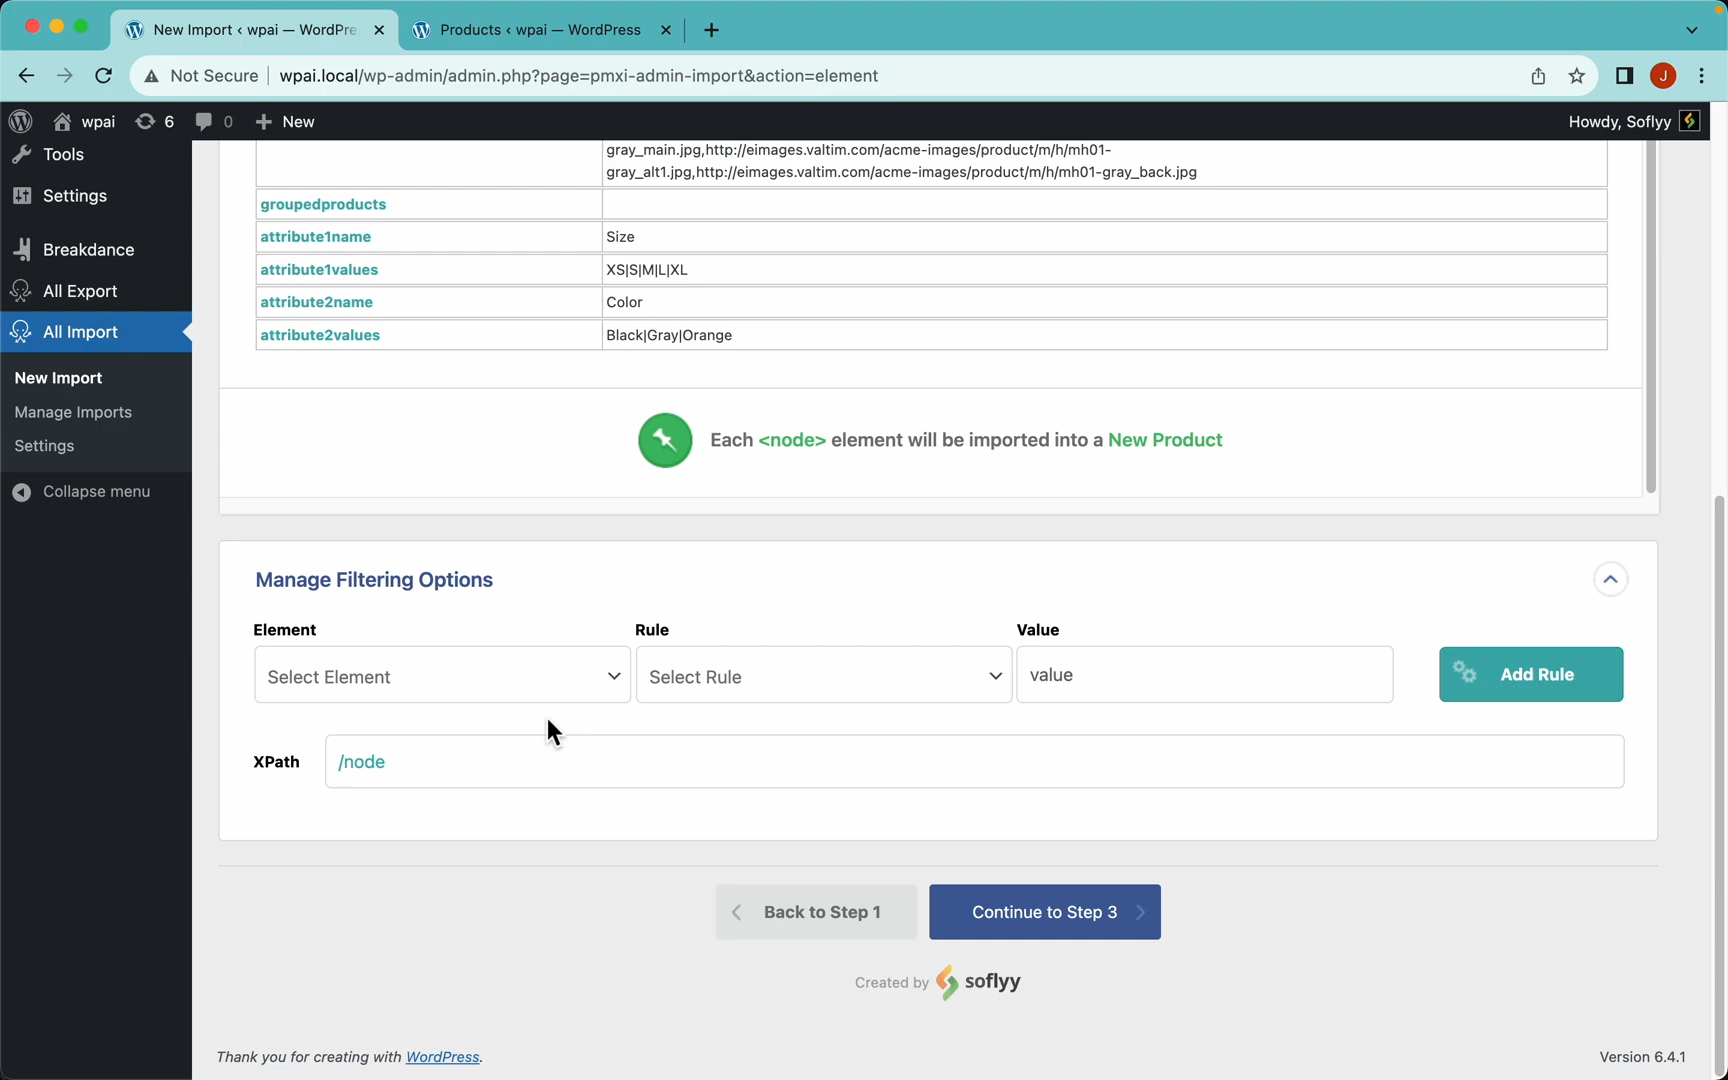 New Import ‹ wpai — WordPre
Products ‹ wpai — WordPress
Not Secure
wpai.local/wp-admin/admin.php?page=pmxi-admin-import&action=element
J
wpai
6
0
New
Howdy, Soflyy
Tools
Settings
Breakdance
All Export
All Import
New Import
Manage Imports
Settings
Collapse menu
gray_main.jpg,http://eimages.valtim.com/acme-images/product/m/h/mh01-
gray_alt1.jpg,http://eimages.valtim.com/acme-images/product/m/h/mh01-gray_back.jpg
groupedproducts
attribute1name Size
attribute1values XS|S|M|L|XL
attribute2name Color
attribute2values Black|Gray|Orange
Each <node> element will be imported into a New Product
Manage Filtering Options
Element Rule Value
Select Element Select Rule value Add Rule
XPath /node
Back to Step 1 Continue to Step 3
Created by soflyy
Thank you for creating with WordPress. Version 6.4.1